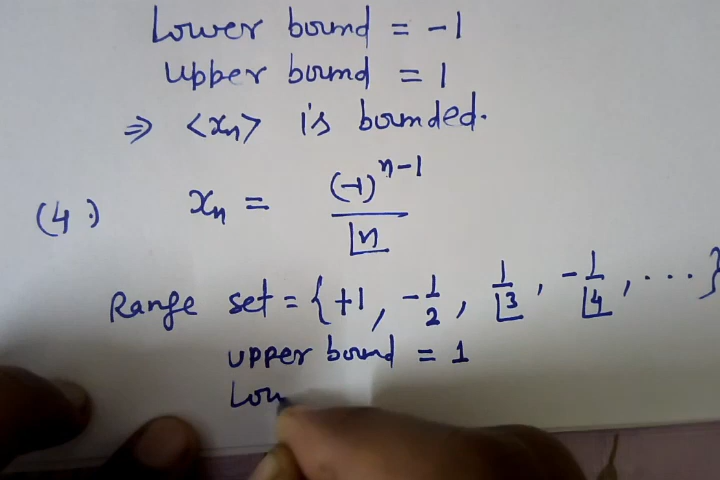 Lower bound = -1
Upper bound = 1
⇒ <xₙ> is bounded.
(4.) xₙ = (-1)ⁿ⁻¹ / |̲n
Range set = {+1, -1/2, 1/|̲3, -1/|̲4, ...}
upper bound = 1
Low